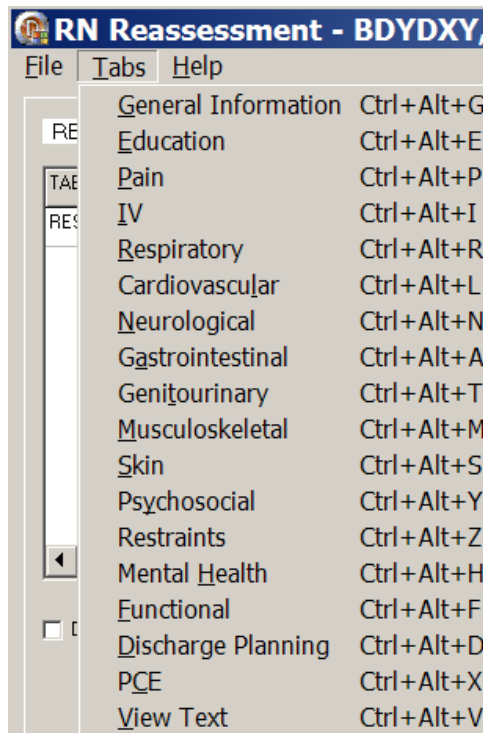 RN Reassessment - BDYDXY,
File Tabs Help
General Information Ctrl+Alt+G
RE
Education Ctrl+Alt+E
Pain Ctrl+Alt+P
TAB
IV Ctrl+Alt+I
RES
Respiratory Ctrl+Alt+R
Cardiovascular Ctrl+Alt+L
Neurological Ctrl+Alt+N
Gastrointestinal Ctrl+Alt+A
Genitourinary Ctrl+Alt+T
Musculoskeletal Ctrl+Alt+M
Skin Ctrl+Alt+S
Psychosocial Ctrl+Alt+Y
Restraints Ctrl+Alt+Z
Mental Health Ctrl+Alt+H
Functional Ctrl+Alt+F
Discharge Planning Ctrl+Alt+D
PCE Ctrl+Alt+X
View Text Ctrl+Alt+V